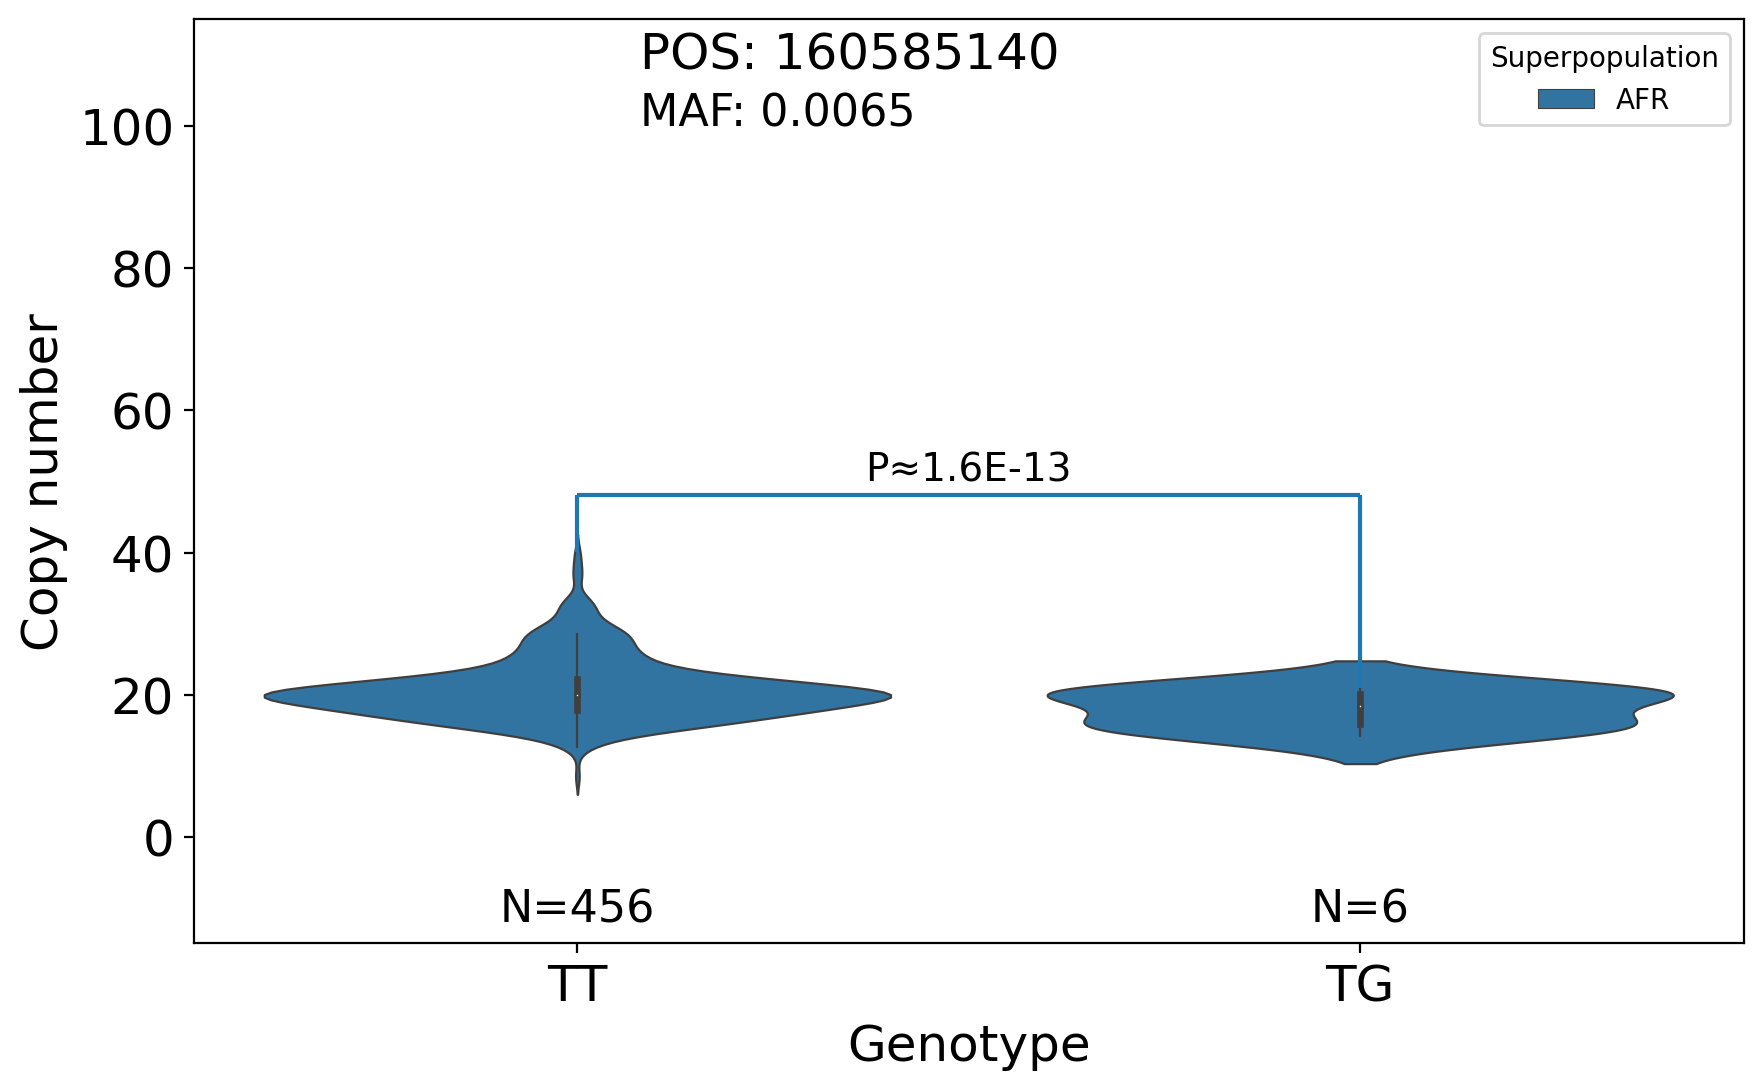 POS: 160585140
MAF: 0.0065
Superpopulation
AFR
100
80
60
40
20
0
Copy number
P≈1.6E-13
N=456
N=6
TT
TG
Genotype